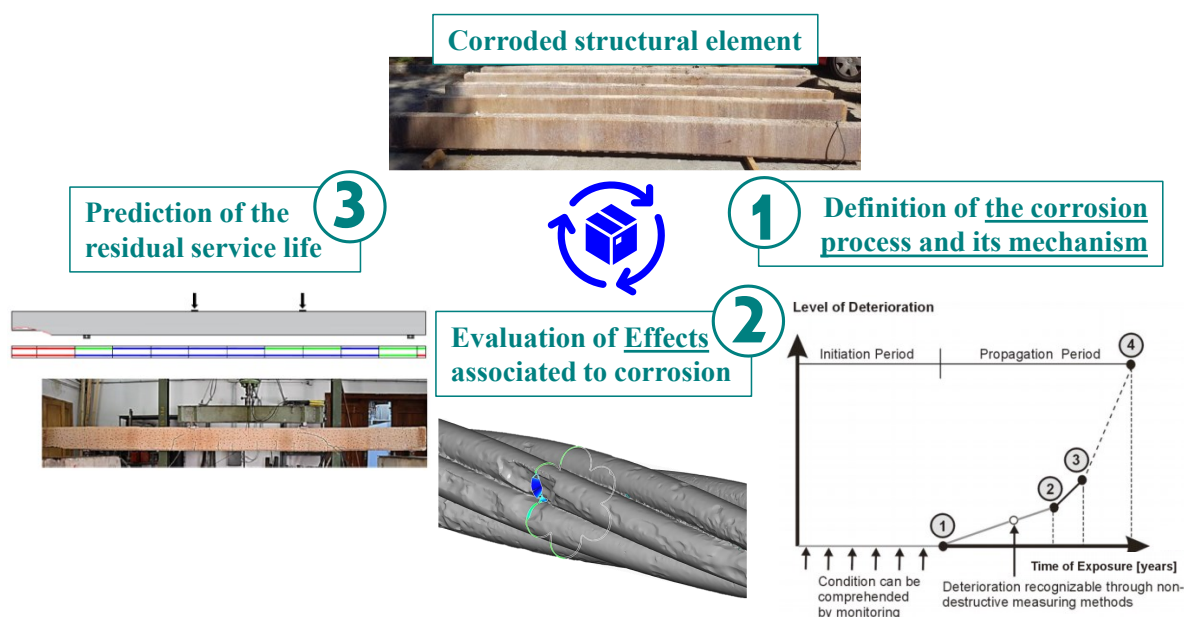 Corroded structural element
3
Prediction of the
residual service life
1
Definition of the corrosion
process and its mechanism
2
Evaluation of Effects
associated to corrosion
Level of Deterioration
Initiation Period
Propagation Period
4
3
2
1
Time of Exposure [years]
Condition can be
comprehended
by monitoring
Deterioration recognizable through non-
destructive measuring methods